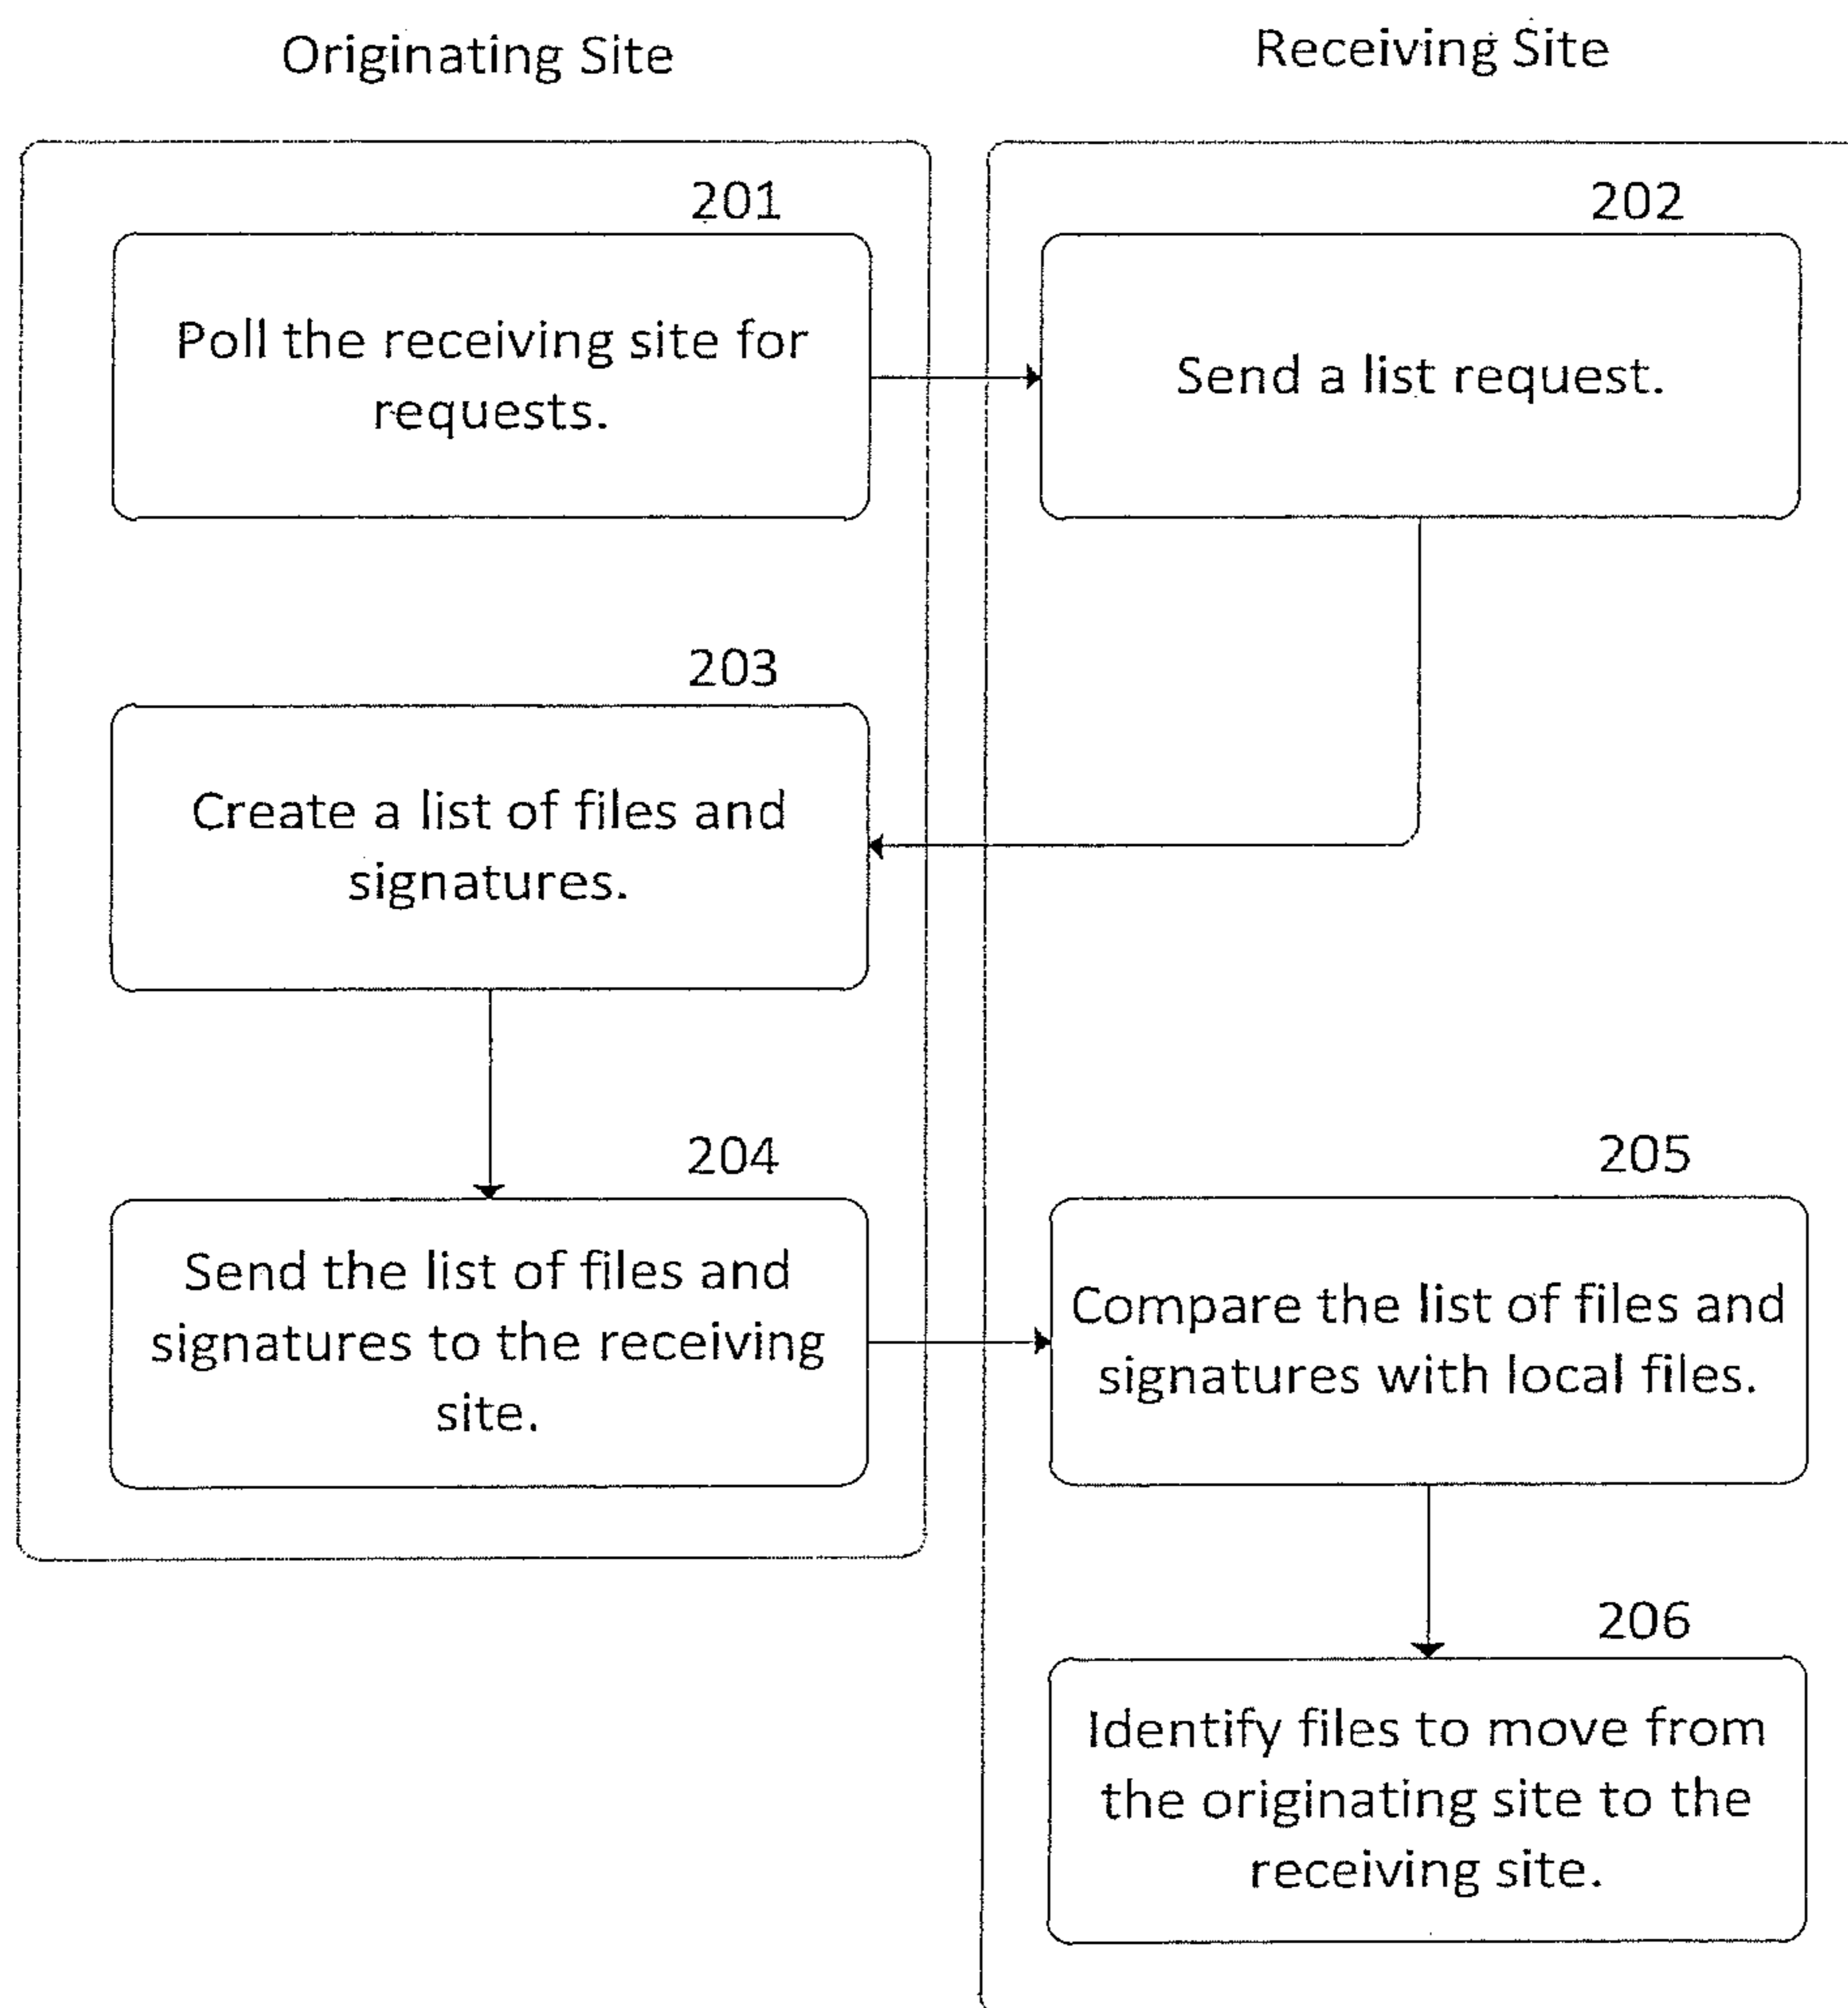 Originating Site
Receiving Site
201
Poll the receiving site for
requests.
202
Send a list request.
203
Create a list of files and
signatures.
204
Send the list of files and
signatures to the receiving
site.
205
Compare the list of files and
signatures with local files.
206
Identify files to move from
the originating site to the
receiving site.